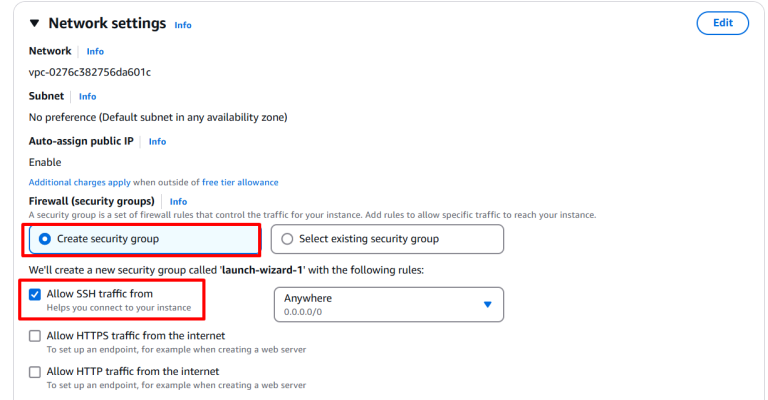 Network settings Info Edit
Network Info
vpc-0276c382756da601c
Subnet Info
No preference (Default subnet in any availability zone)
Auto-assign public IP Info
Enable
Additional charges apply when outside of free tier allowance
Firewall (security groups) Info
A security group is a set of firewall rules that control the traffic for your instance. Add rules to allow specific traffic to reach your instance.
Create security group Select existing security group
We'll create a new security group called 'launch-wizard-1' with the following rules:
Allow SSH traffic from Anywhere
Helps you connect to your instance 0.0.0.0/0
Allow HTTPS traffic from the internet
To set up an endpoint, for example when creating a web server
Allow HTTP traffic from the internet
To set up an endpoint, for example when creating a web server